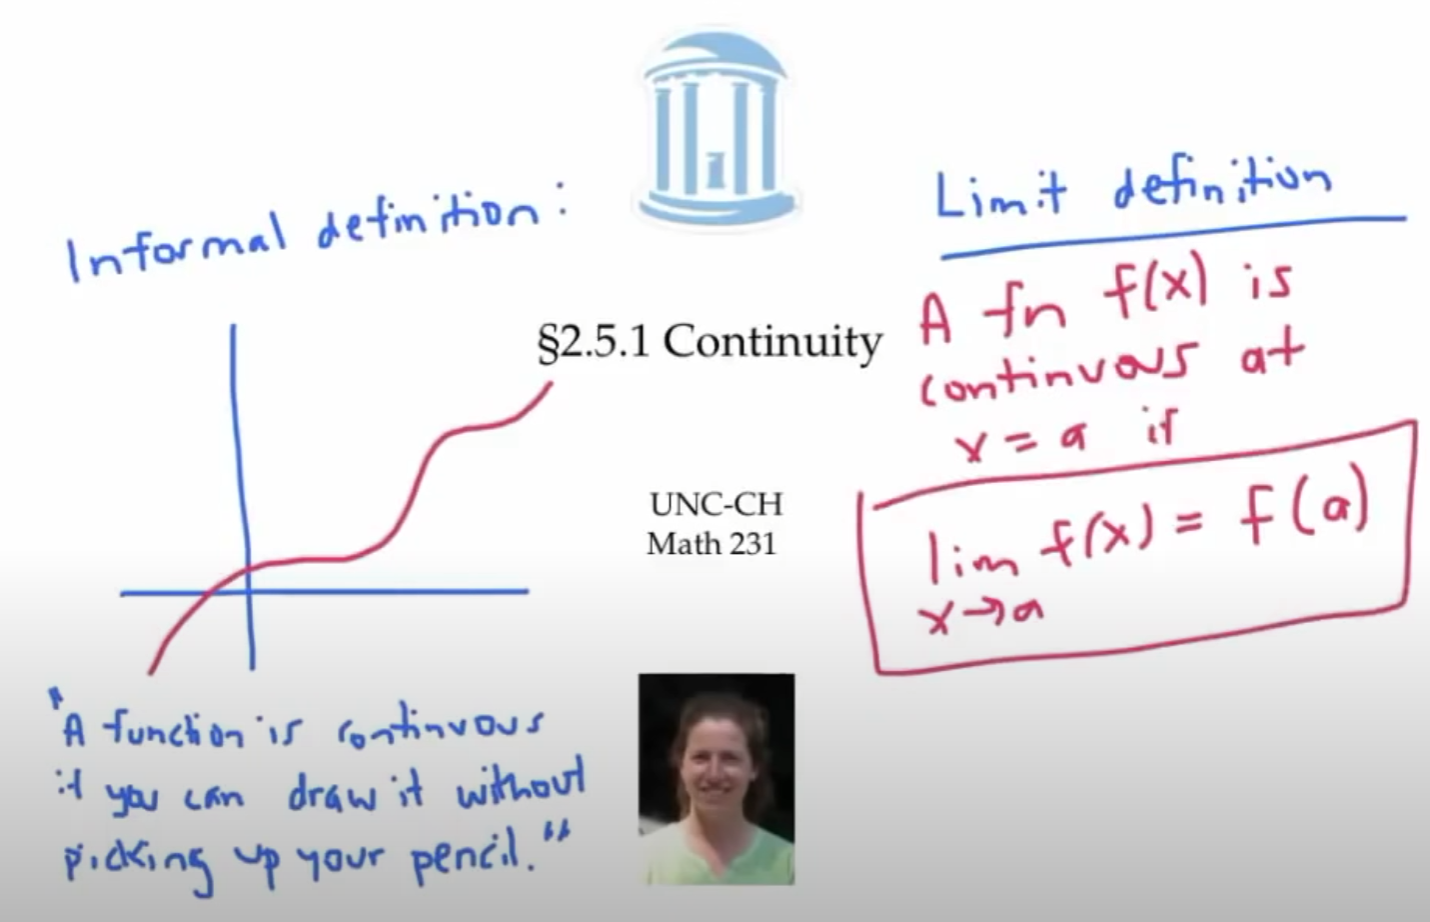 Informal definition:
"A function is continuous
if you can draw it without
picking up your pencil."
§2.5.1 Continuity
UNC-CH
Math 231
Limit definition
A fn f(x) is
continuous at
x = a if
lim f(x) = f(a)
x→a